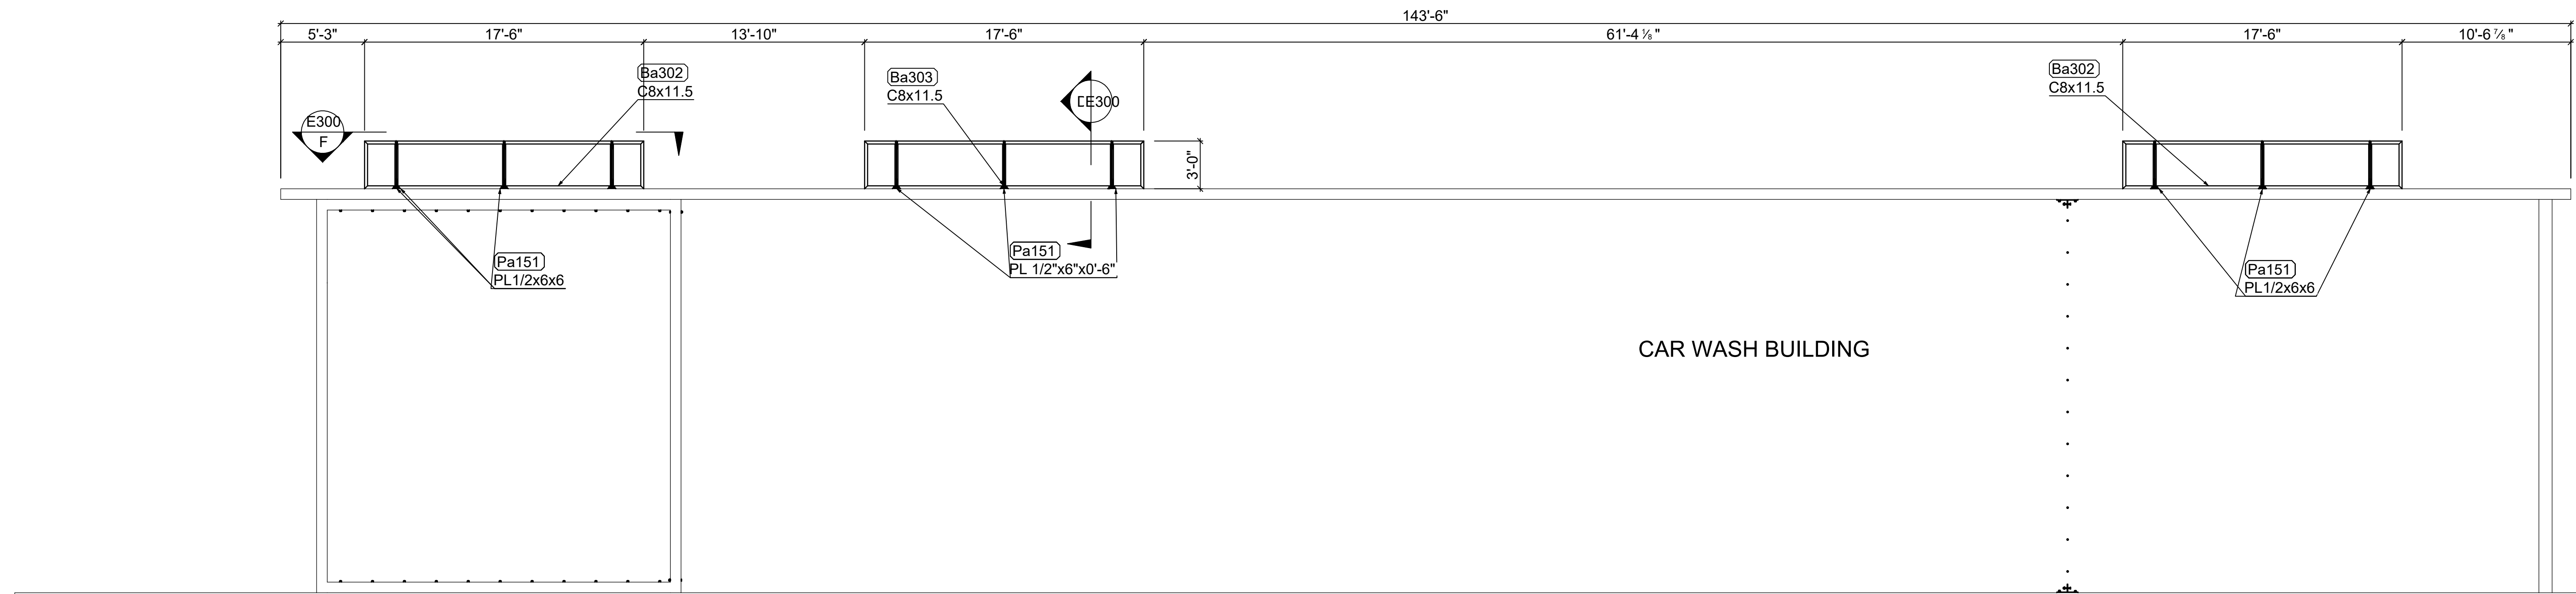 143'-6"
5'-3"
17'-6"
13'-10"
17'-6"
61'-4 ⅛"
17'-6"
10'-6 ⅞"
Ba302
C8x11.5
Ba303
C8x11.5
E300
Ba302
C8x11.5
E300
F
3'-0"
Pa151
PL1/2x6x6
Pa151
PL 1/2"x6"x0'-6"
Pa151
PL1/2x6x6
CAR WASH BUILDING